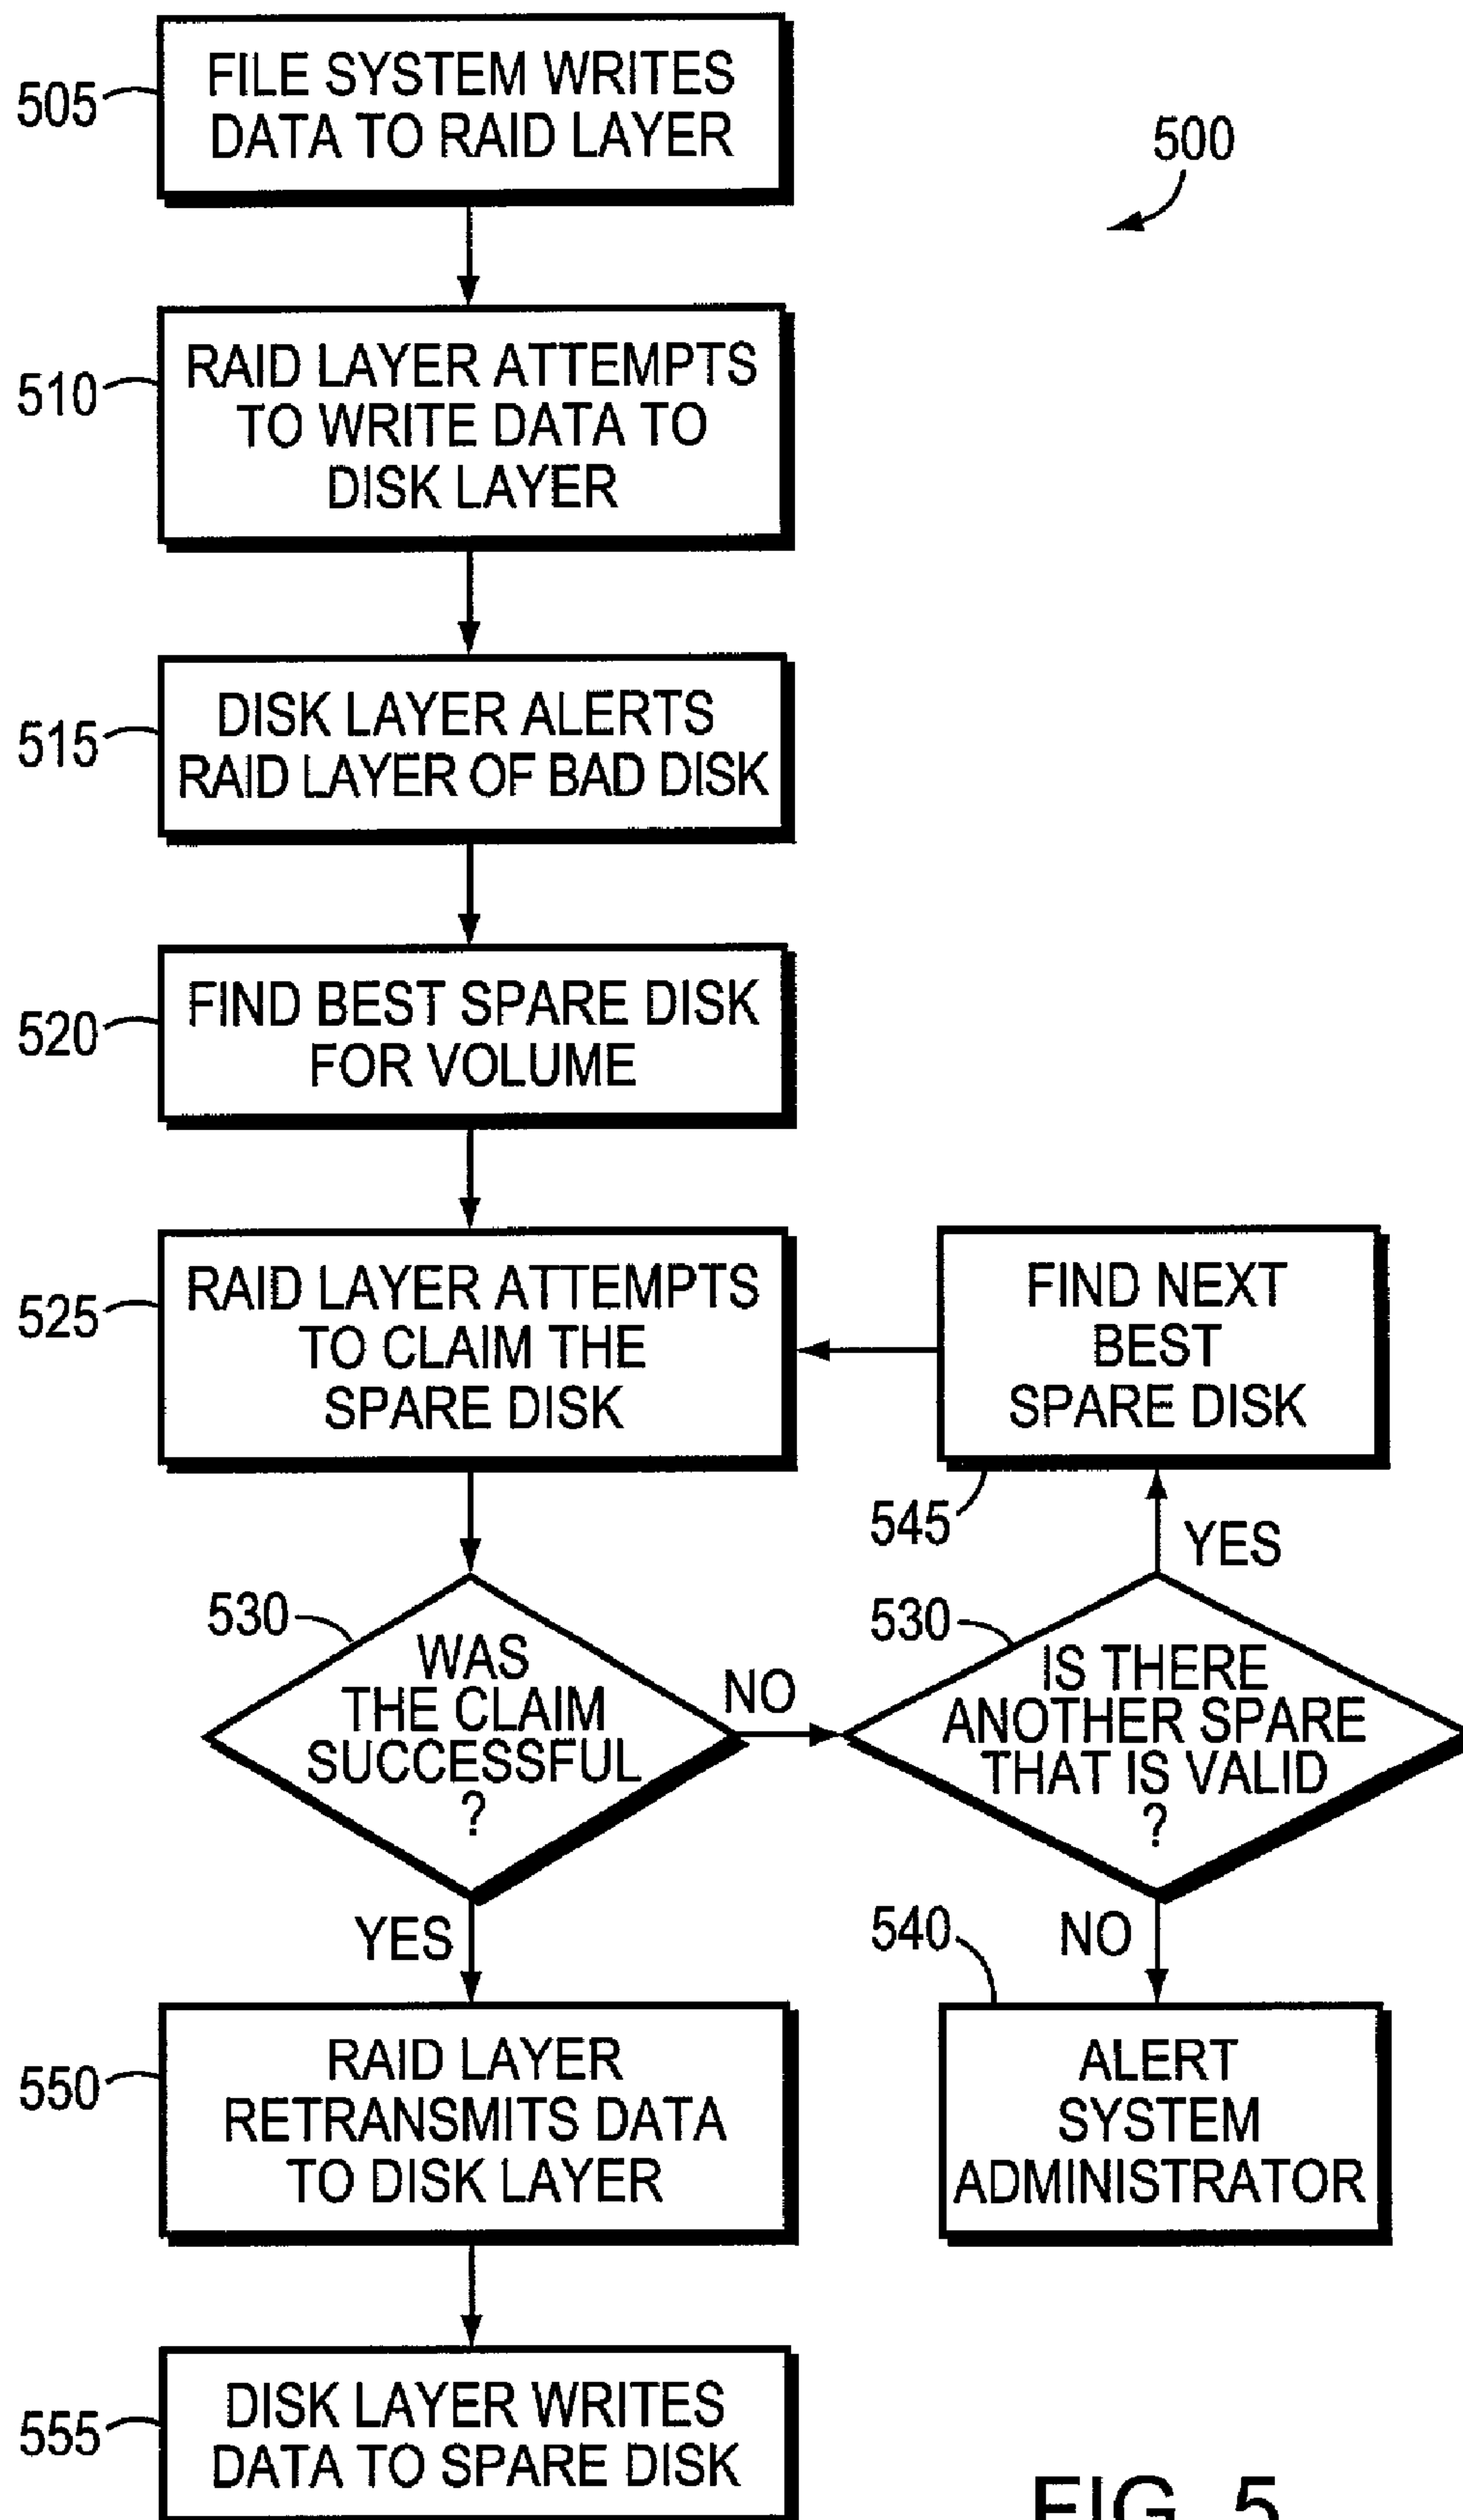 505
FILE SYSTEM WRITES
DATA TO RAID LAYER
500
510
RAID LAYER ATTEMPTS
TO WRITE DATA TO
DISK LAYER
515
DISK LAYER ALERTS
RAID LAYER OF BAD DISK
520
FIND BEST SPARE DISK
FOR VOLUME
525
RAID LAYER ATTEMPTS
TO CLAIM THE
SPARE DISK
FIND NEXT
BEST
SPARE DISK
545
YES
530
WAS
THE CLAIM
SUCCESSFUL
?
NO
530
IS THERE
ANOTHER SPARE
THAT IS VALID
?
YES
540
NO
550
RAID LAYER
RETRANSMITS DATA
TO DISK LAYER
ALERT
SYSTEM
ADMINISTRATOR
555
DISK LAYER WRITES
DATA TO SPARE DISK
FIG. 5